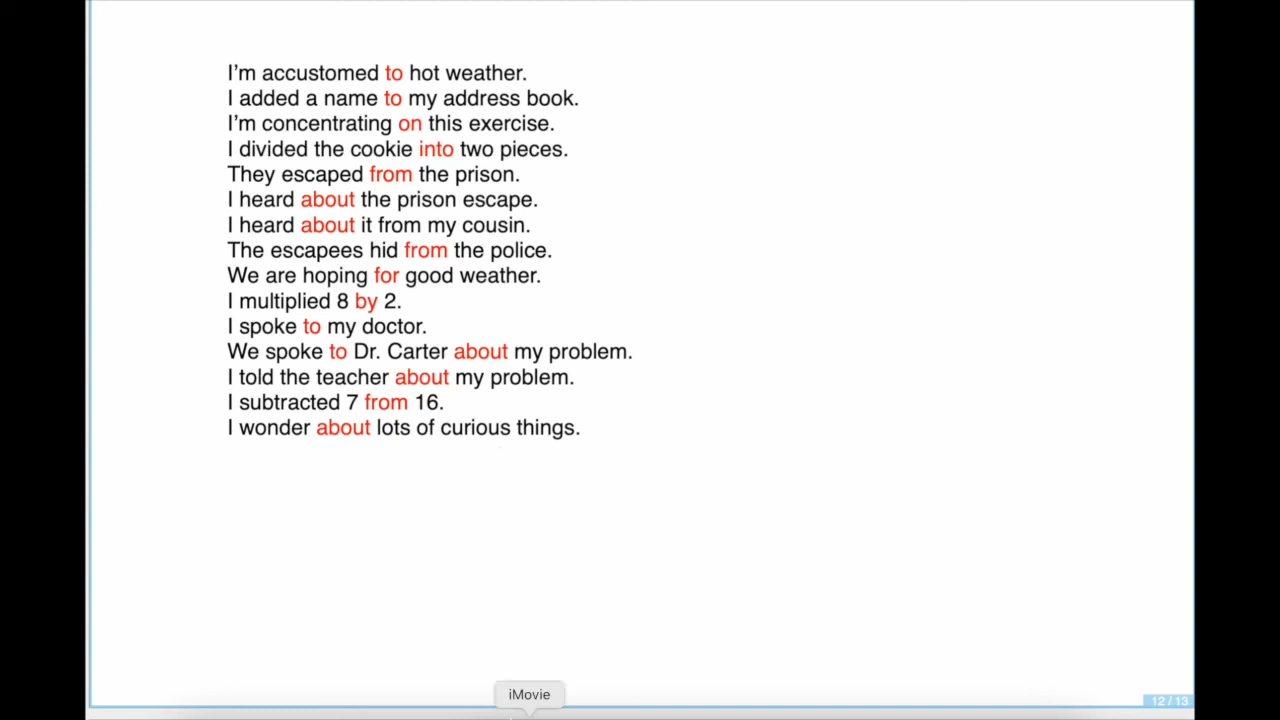 I'm accustomed to hot weather.
I added a name to my address book.
I'm concentrating on this exercise.
I divided the cookie into two pieces.
They escaped from the prison.
I heard about the prison escape.
I heard about it from my cousin.
The escapees hid from the police.
We are hoping for good weather.
I multiplied 8 by 2.
I spoke to my doctor.
We spoke to Dr. Carter about my problem.
I told the teacher about my problem.
I subtracted 7 from 16.
I wonder about lots of curious things.
iMovie
12 / 13